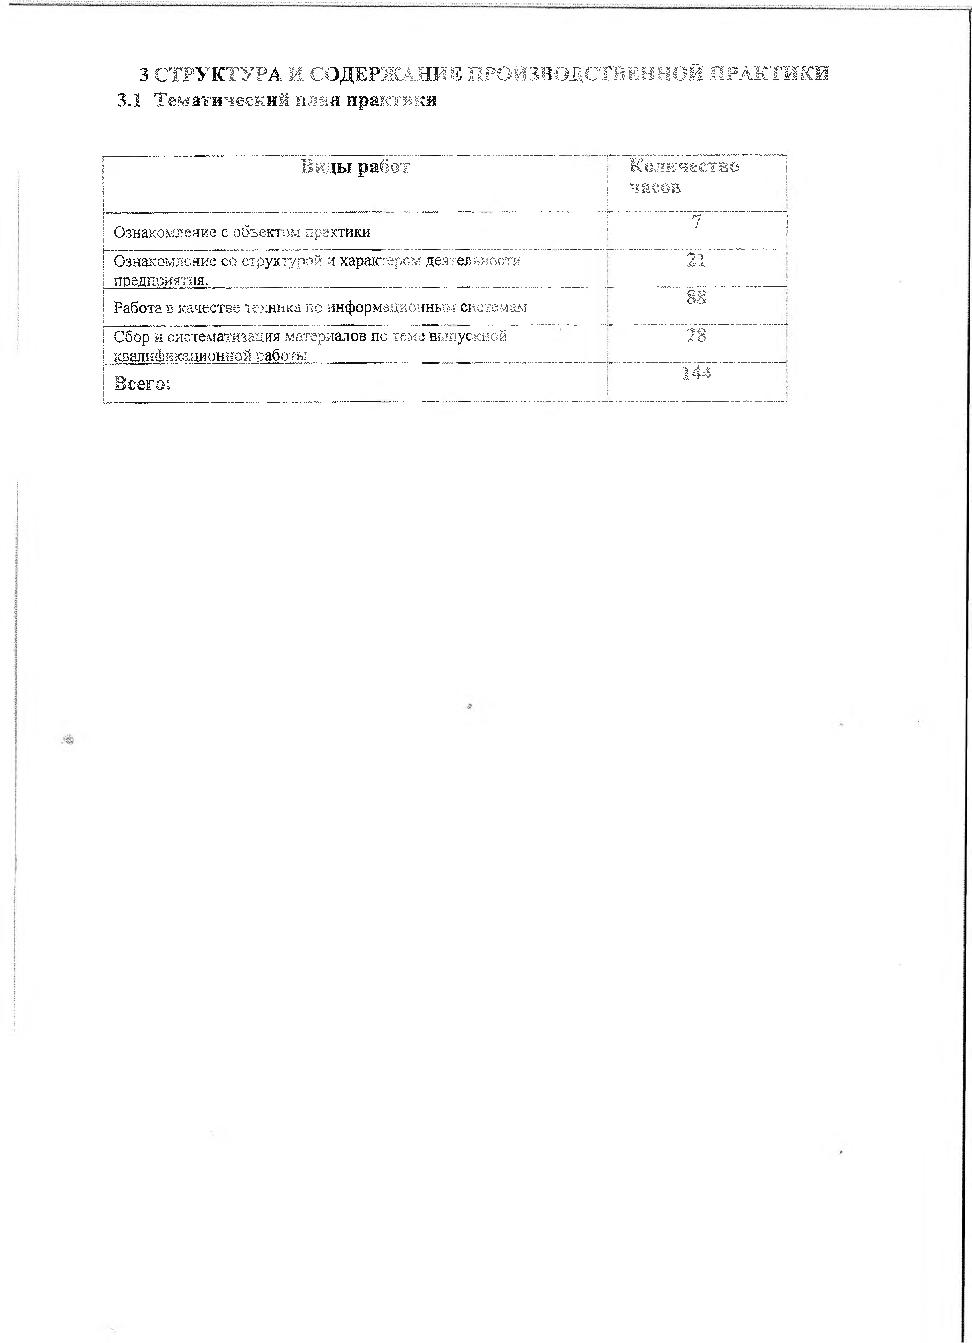 3 СТРУКТУРА И СОДЕРЖАНИЕ ПРОИЗВОДСТВЕННОЙ ПРАКТИКИ
3.1 Тематический план практики
Виды работ
Количество
часов
Ознакомление с объектом практики
7
Ознакомление со структурой и характером деятельности
предприятия.
21
Работа в качестве техника по информационным системам
88
Сбор и систематизация материалов по теме выпускной
квалификационной работы
28
Всего:
144